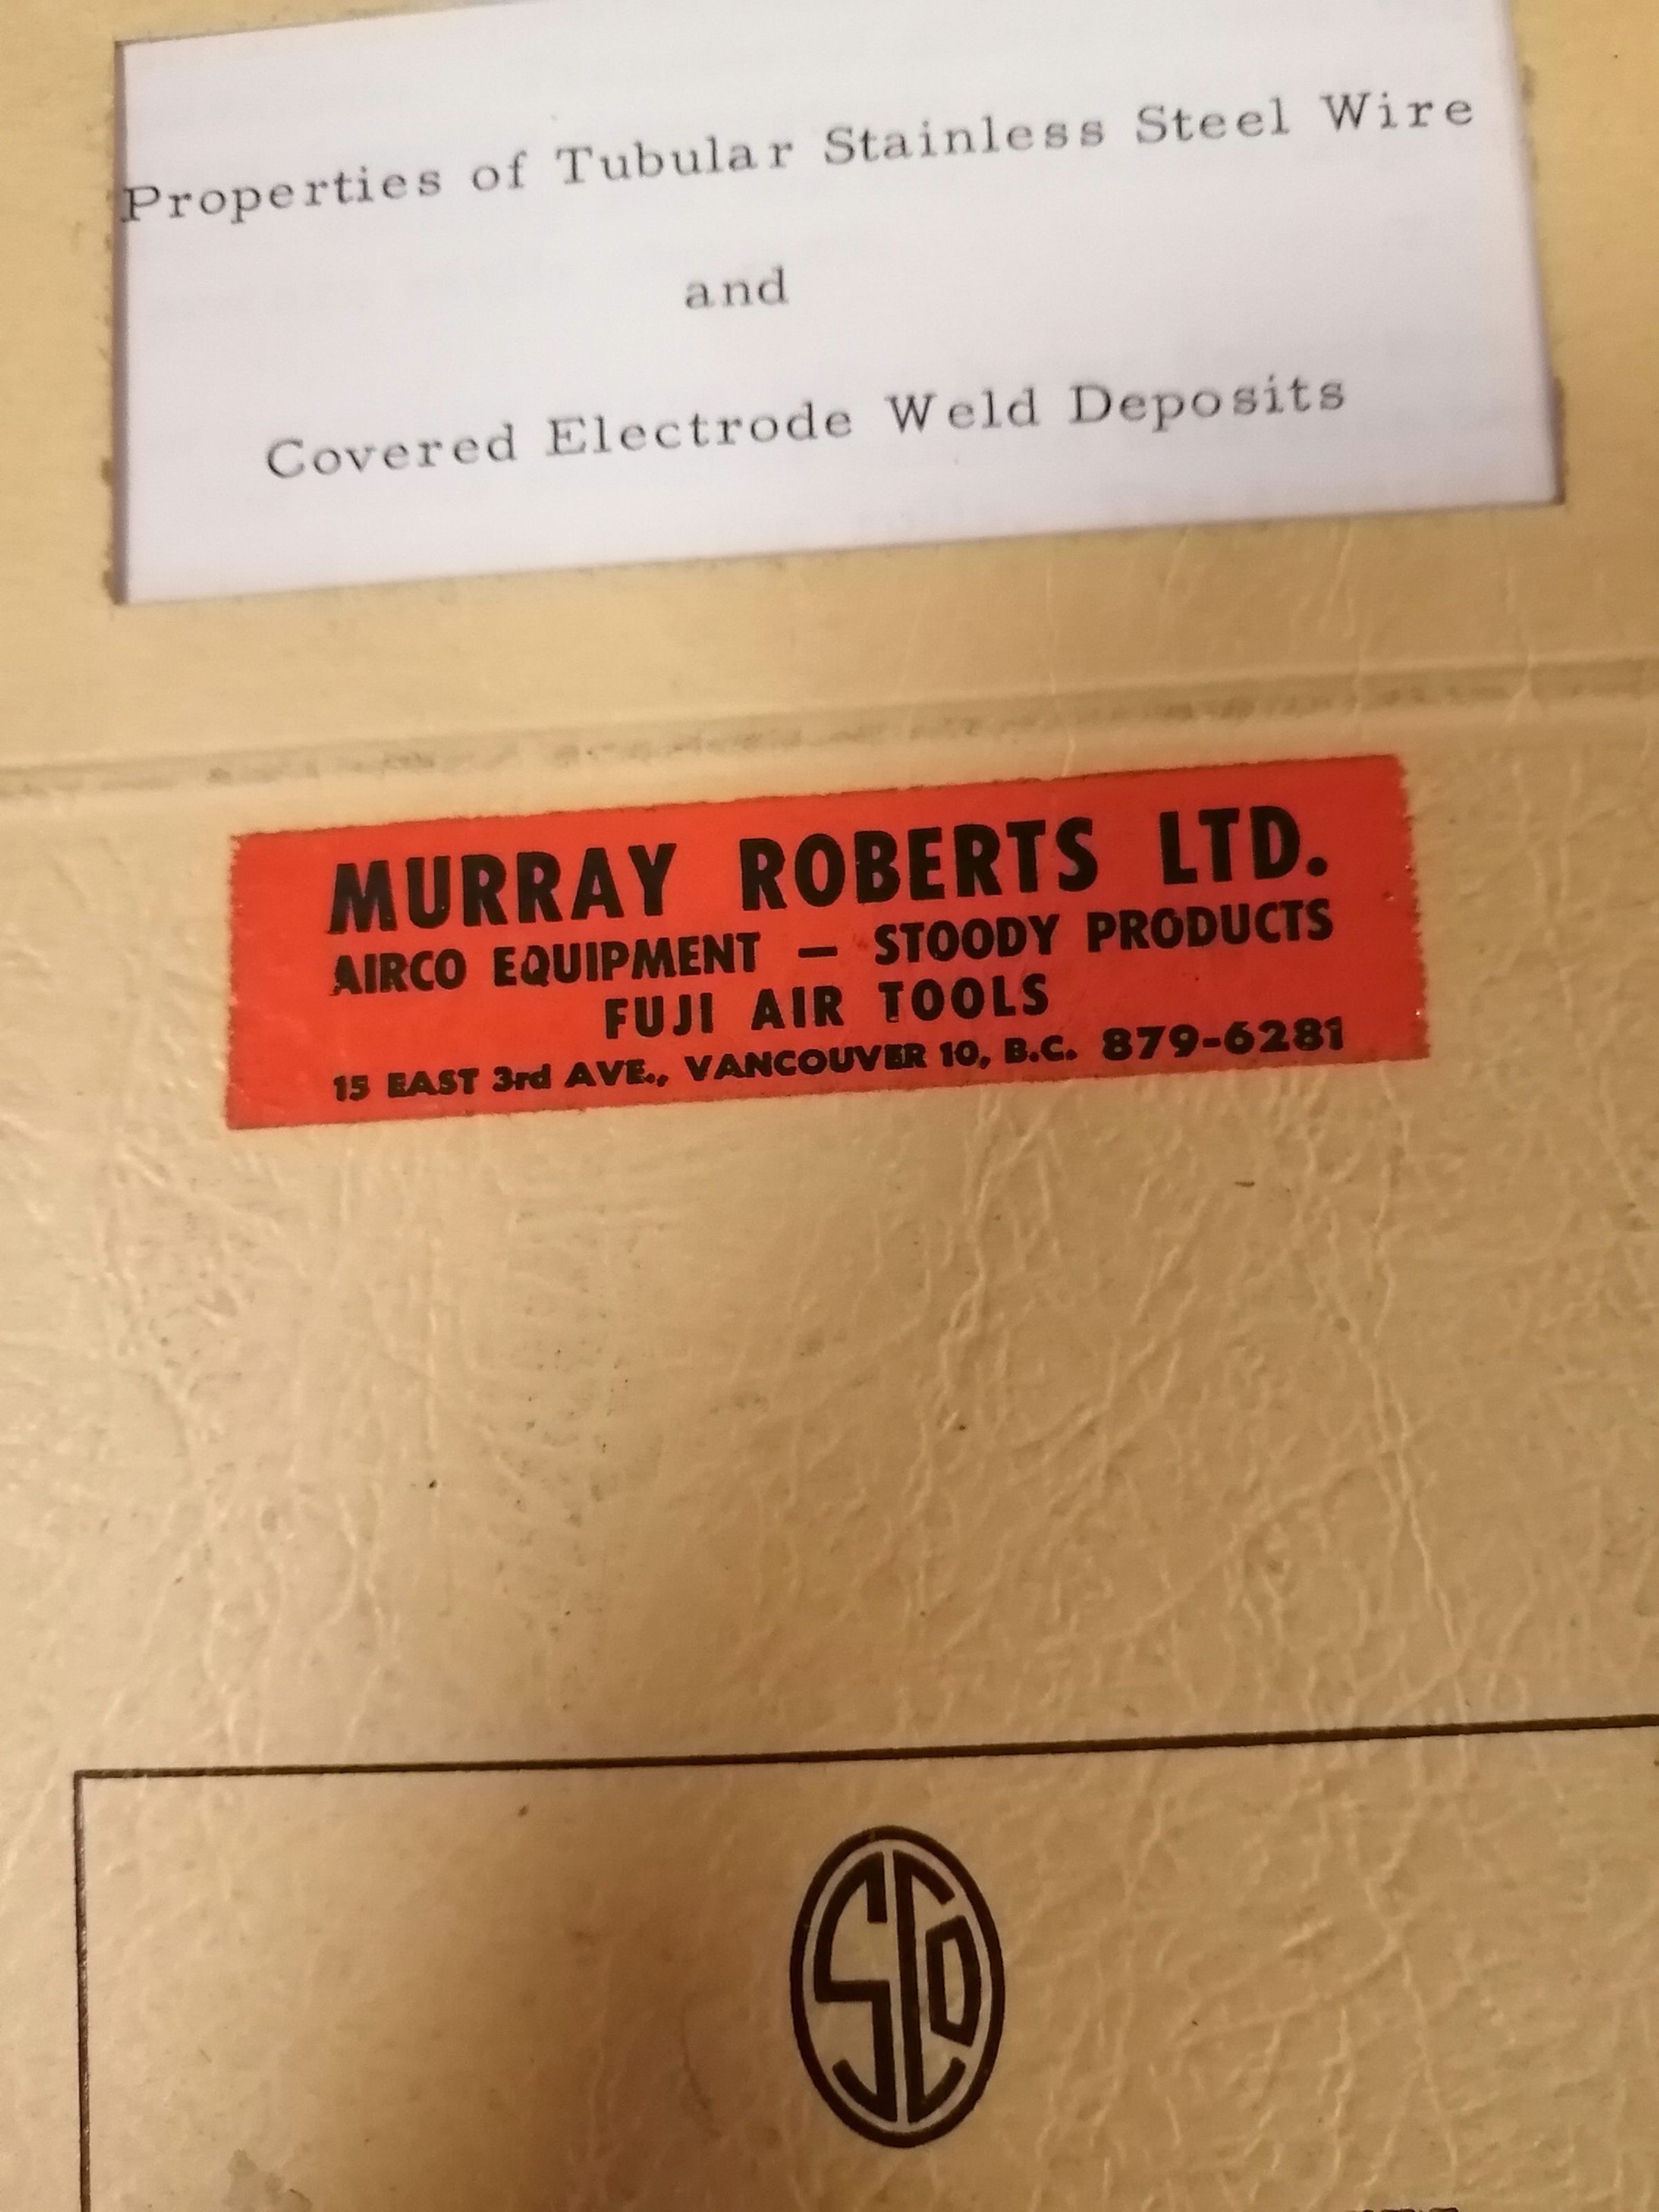 Properties of Tubular Stainless Steel Wire
and
Covered Electrode Weld Deposits
MURRAY ROBERTS LTD.
AIRCO EQUIPMENT — STOODY PRODUCTS
FUJI AIR TOOLS
15 EAST 3rd AVE., VANCOUVER 10, B.C. 879-6281
SCO